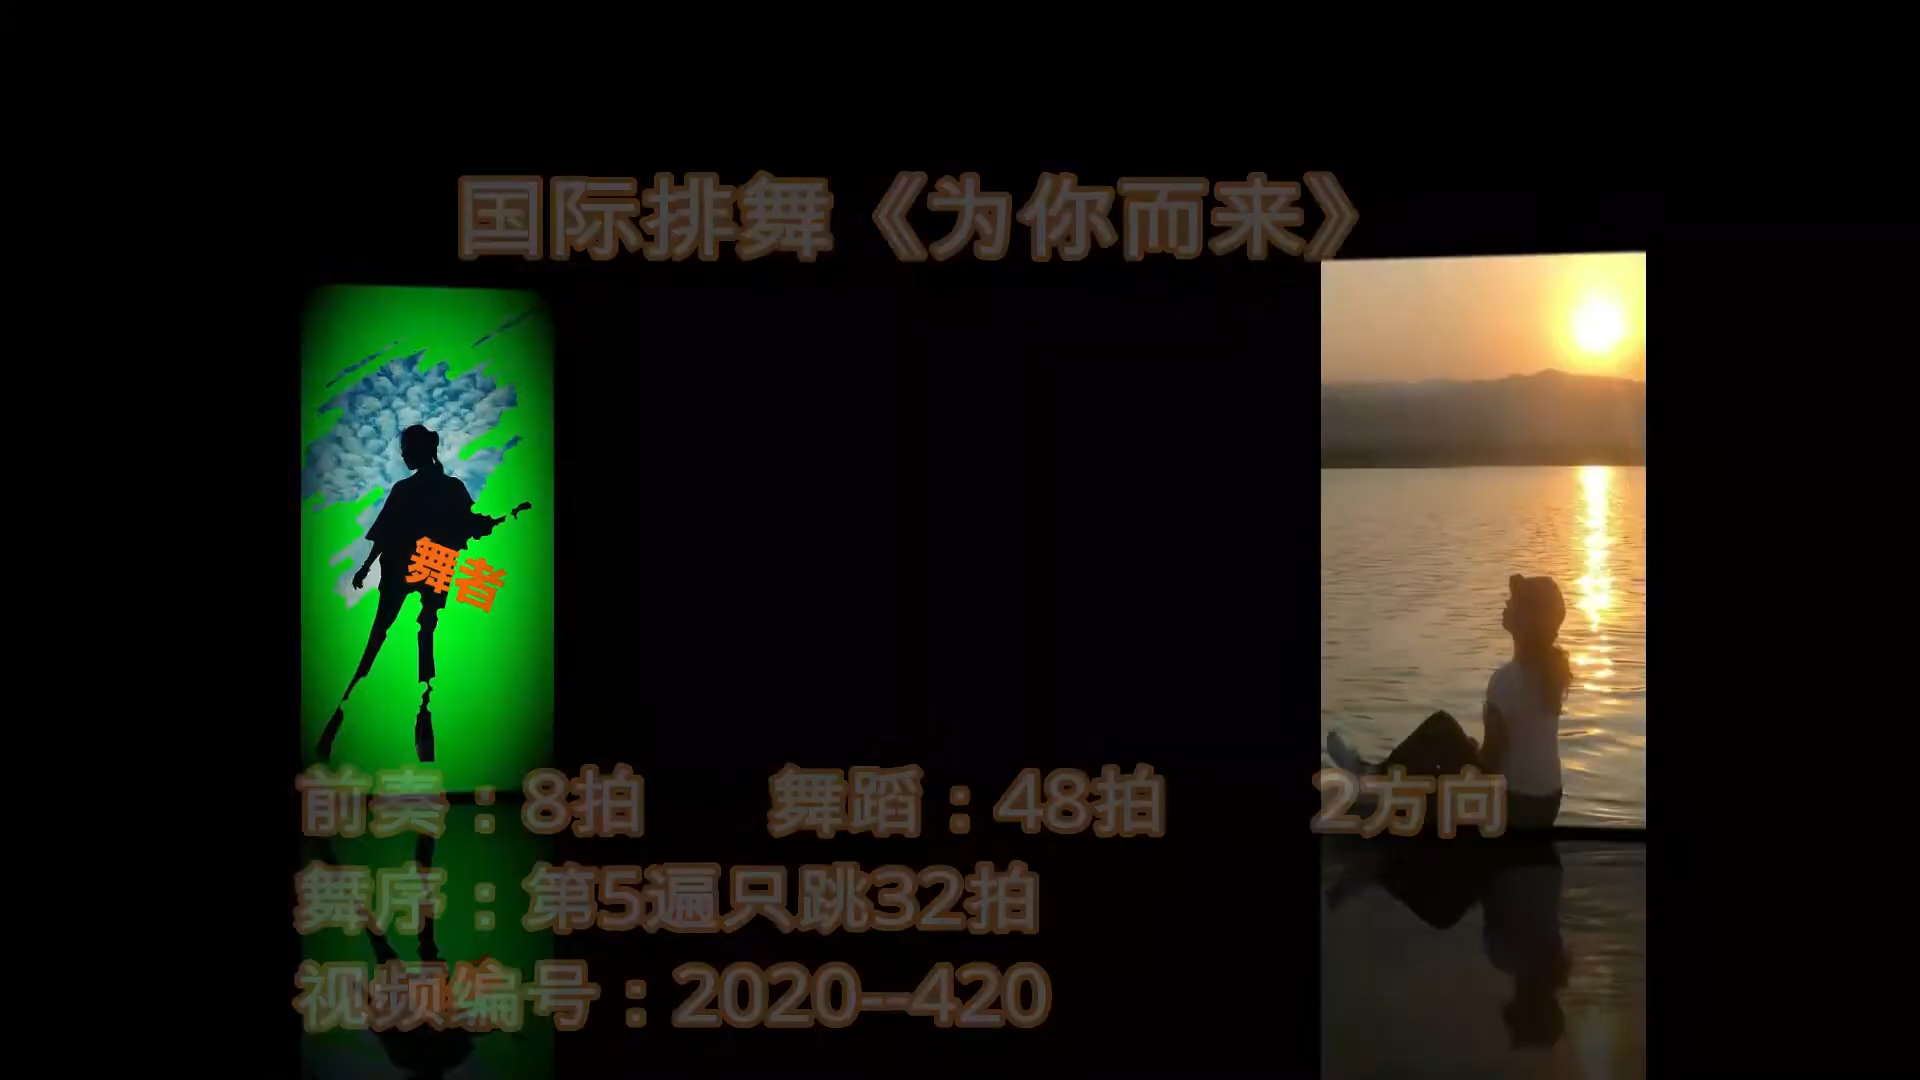 国际排舞《为你而来》
舞者
前奏：8拍 舞蹈：48拍 2方向
舞序：第5遍只跳32拍
视频编号：2020--420